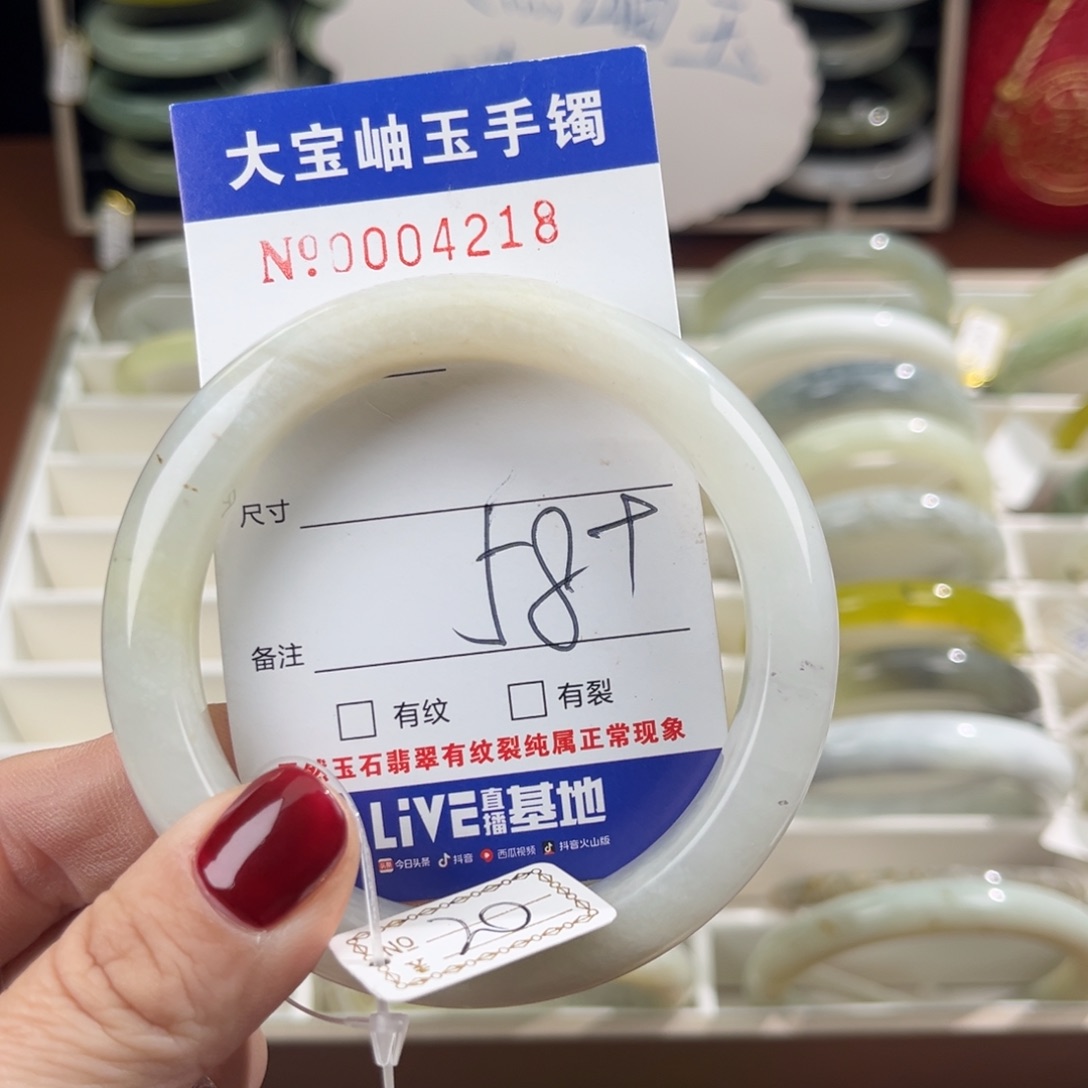 大宝岫玉手镯
Nº0004218
尺寸
58+
备注
有纹 有裂
玉石翡翠有纹裂纯属正常现象
LiVE直播基地
头条 今日头条 抖音 西瓜视频 抖音火山版
NO 20
¥